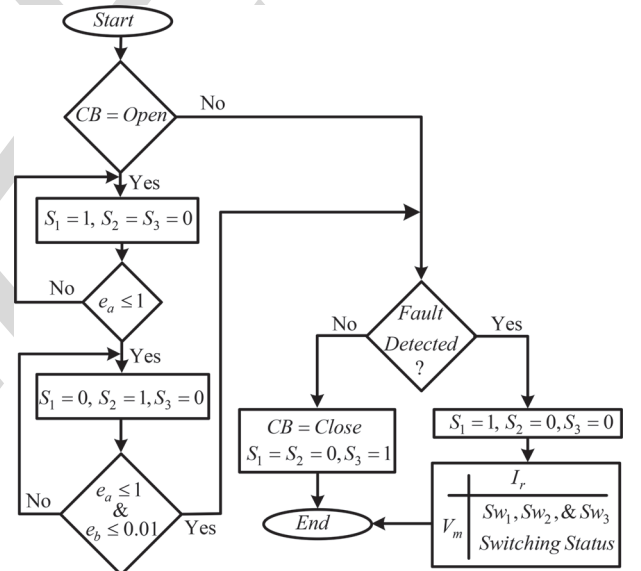 Start
CB = Open
No
Yes
S₁ = 1, S₂ = S₃ = 0
No
eₐ ≤ 1
Yes
S₁ = 0, S₂ = 1, S₃ = 0
eₐ ≤ 1
&
e_b ≤ 0.01
No
Yes
Fault
Detected
?
No
Yes
CB = Close
S₁ = S₂ = 0, S₃ = 1
End
S₁ = 1, S₂ = 0, S₃ = 0
Iᵣ
Vₘ
Sw₁, Sw₂, & Sw₃
Switching Status